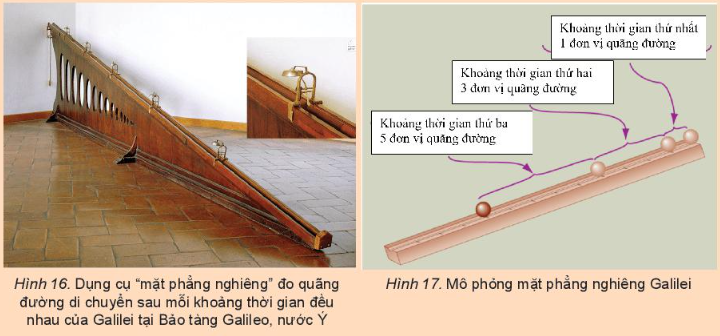 Khoảng thời gian thứ nhất
1 đơn vị quãng đường
Khoảng thời gian thứ hai
3 đơn vị quãng đường
Khoảng thời gian thứ ba
5 đơn vị quãng đường
Hình 16. Dụng cụ “mặt phẳng nghiêng” đo quãng
đường di chuyển sau mỗi khoảng thời gian đều
nhau của Galilei tại Bảo tàng Galileo, nước Ý
Hình 17. Mô phỏng mặt phẳng nghiêng Galilei